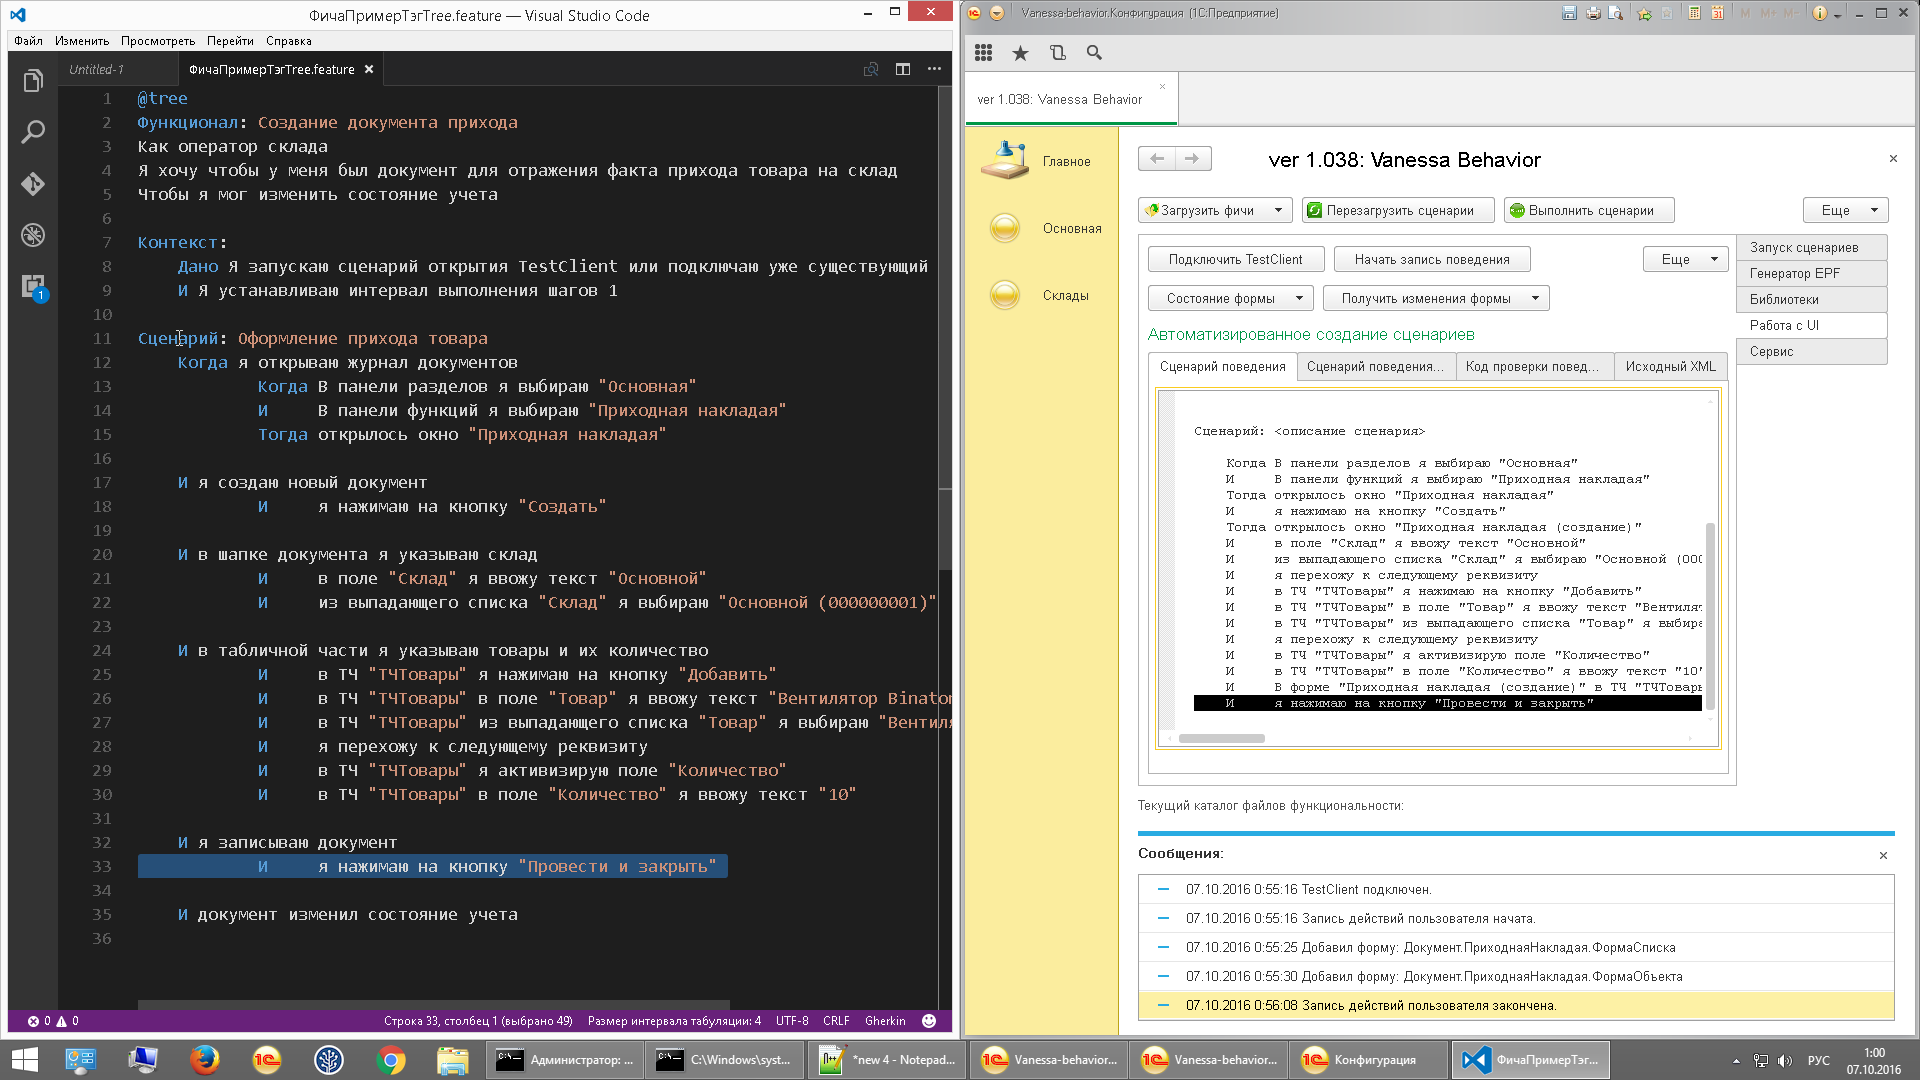 ФичаПримерТэгTree.feature — Visual Studio Code
Файл Изменить Просмотреть Перейти Справка
Untitled-1 ФичаПримерТэгTree.feature
1 @tree
2 Функционал: Создание документа прихода
3 Как оператор склада
4 Я хочу чтобы у меня был документ для отражения факта прихода товара на склад
5 Чтобы я мог изменить состояние учета
6
7 Контекст:
8 Дано Я запускаю сценарий открытия TestClient или подключаю уже существующий
9 И Я устанавливаю интервал выполнения шагов 1
10
11 Сценарий: Оформление прихода товара
12 Когда я открываю журнал документов
13 Когда В панели разделов я выбираю "Основная"
14 И В панели функций я выбираю "Приходная накладая"
15 Тогда открылось окно "Приходная накладая"
16
17 И я создаю новый документ
18 И я нажимаю на кнопку "Создать"
19
20 И в шапке документа я указываю склад
21 И в поле "Склад" я ввожу текст "Основной"
22 И из выпадающего списка "Склад" я выбираю "Основной (000000001)"
23
24 И в табличной части я указываю товары и их количество
25 И в ТЧ "ТЧТовары" я нажимаю на кнопку "Добавить"
26 И в ТЧ "ТЧТовары" в поле "Товар" я ввожу текст "Вентилятор Binato
27 И в ТЧ "ТЧТовары" из выпадающего списка "Товар" я выбираю "Вентиля
28 И я перехожу к следующему реквизиту
29 И в ТЧ "ТЧТовары" я активизирую поле "Количество"
30 И в ТЧ "ТЧТовары" в поле "Количество" я ввожу текст "10"
31
32 И я записываю документ
33 И я нажимаю на кнопку "Провести и закрыть"
34
35 И документ изменил состояние учета
36
1
0 0 Строка 33, столбец 1 (выбрано 49) Размер интервала табуляции: 4 UTF-8 CRLF Gherkin
Vanessa-behavior.Конфигурация (1С:Предприятие)
M M+ M-
ver 1.038: Vanessa Behavior
Главное
Основная
Склады
ver 1.038: Vanessa Behavior
Загрузить фичи Перезагрузить сценарии Выполнить сценарии Еще
Подключить TestClient Начать запись поведения Еще
Состояние формы Получить изменения формы
Запуск сценариев
Генератор EPF
Библиотеки
Работа с UI
Сервис
Автоматизированное создание сценариев
Сценарий поведения Сценарий поведения... Код проверки повед... Исходный XML
Сценарий: <описание сценария>
Когда В панели разделов я выбираю "Основная"
И В панели функций я выбираю "Приходная накладая"
Тогда открылось окно "Приходная накладая"
И я нажимаю на кнопку "Создать"
Тогда открылось окно "Приходная накладая (создание)"
И в поле "Склад" я ввожу текст "Основной"
И из выпадающего списка "Склад" я выбираю "Основной (000
И я перехожу к следующему реквизиту
И в ТЧ "ТЧТовары" я нажимаю на кнопку "Добавить"
И в ТЧ "ТЧТовары" в поле "Товар" я ввожу текст "Вентилят
И в ТЧ "ТЧТовары" из выпадающего списка "Товар" я выбира
И я перехожу к следующему реквизиту
И в ТЧ "ТЧТовары" я активизирую поле "Количество"
И в ТЧ "ТЧТовары" в поле "Количество" я ввожу текст "10"
И В форме "Приходная накладая (создание)" в ТЧ "ТЧТовары
И я нажимаю на кнопку "Провести и закрыть"
Текущий каталог файлов функциональности:
Сообщения:
07.10.2016 0:55:16 TestClient подключен.
07.10.2016 0:55:16 Запись действий пользователя начата.
07.10.2016 0:55:25 Добавил форму: Документ.ПриходнаяНакладая.ФормаСписка
07.10.2016 0:55:30 Добавил форму: Документ.ПриходнаяНакладая.ФормаОбъекта
07.10.2016 0:56:08 Запись действий пользователя закончена.
Администратор: ... C:\Windows\syst... *new 4 - Notepad... Vanessa-behavior... Vanessa-behavior... Конфигурация ФичаПримерТэг... РУС 1:00
07.10.2016